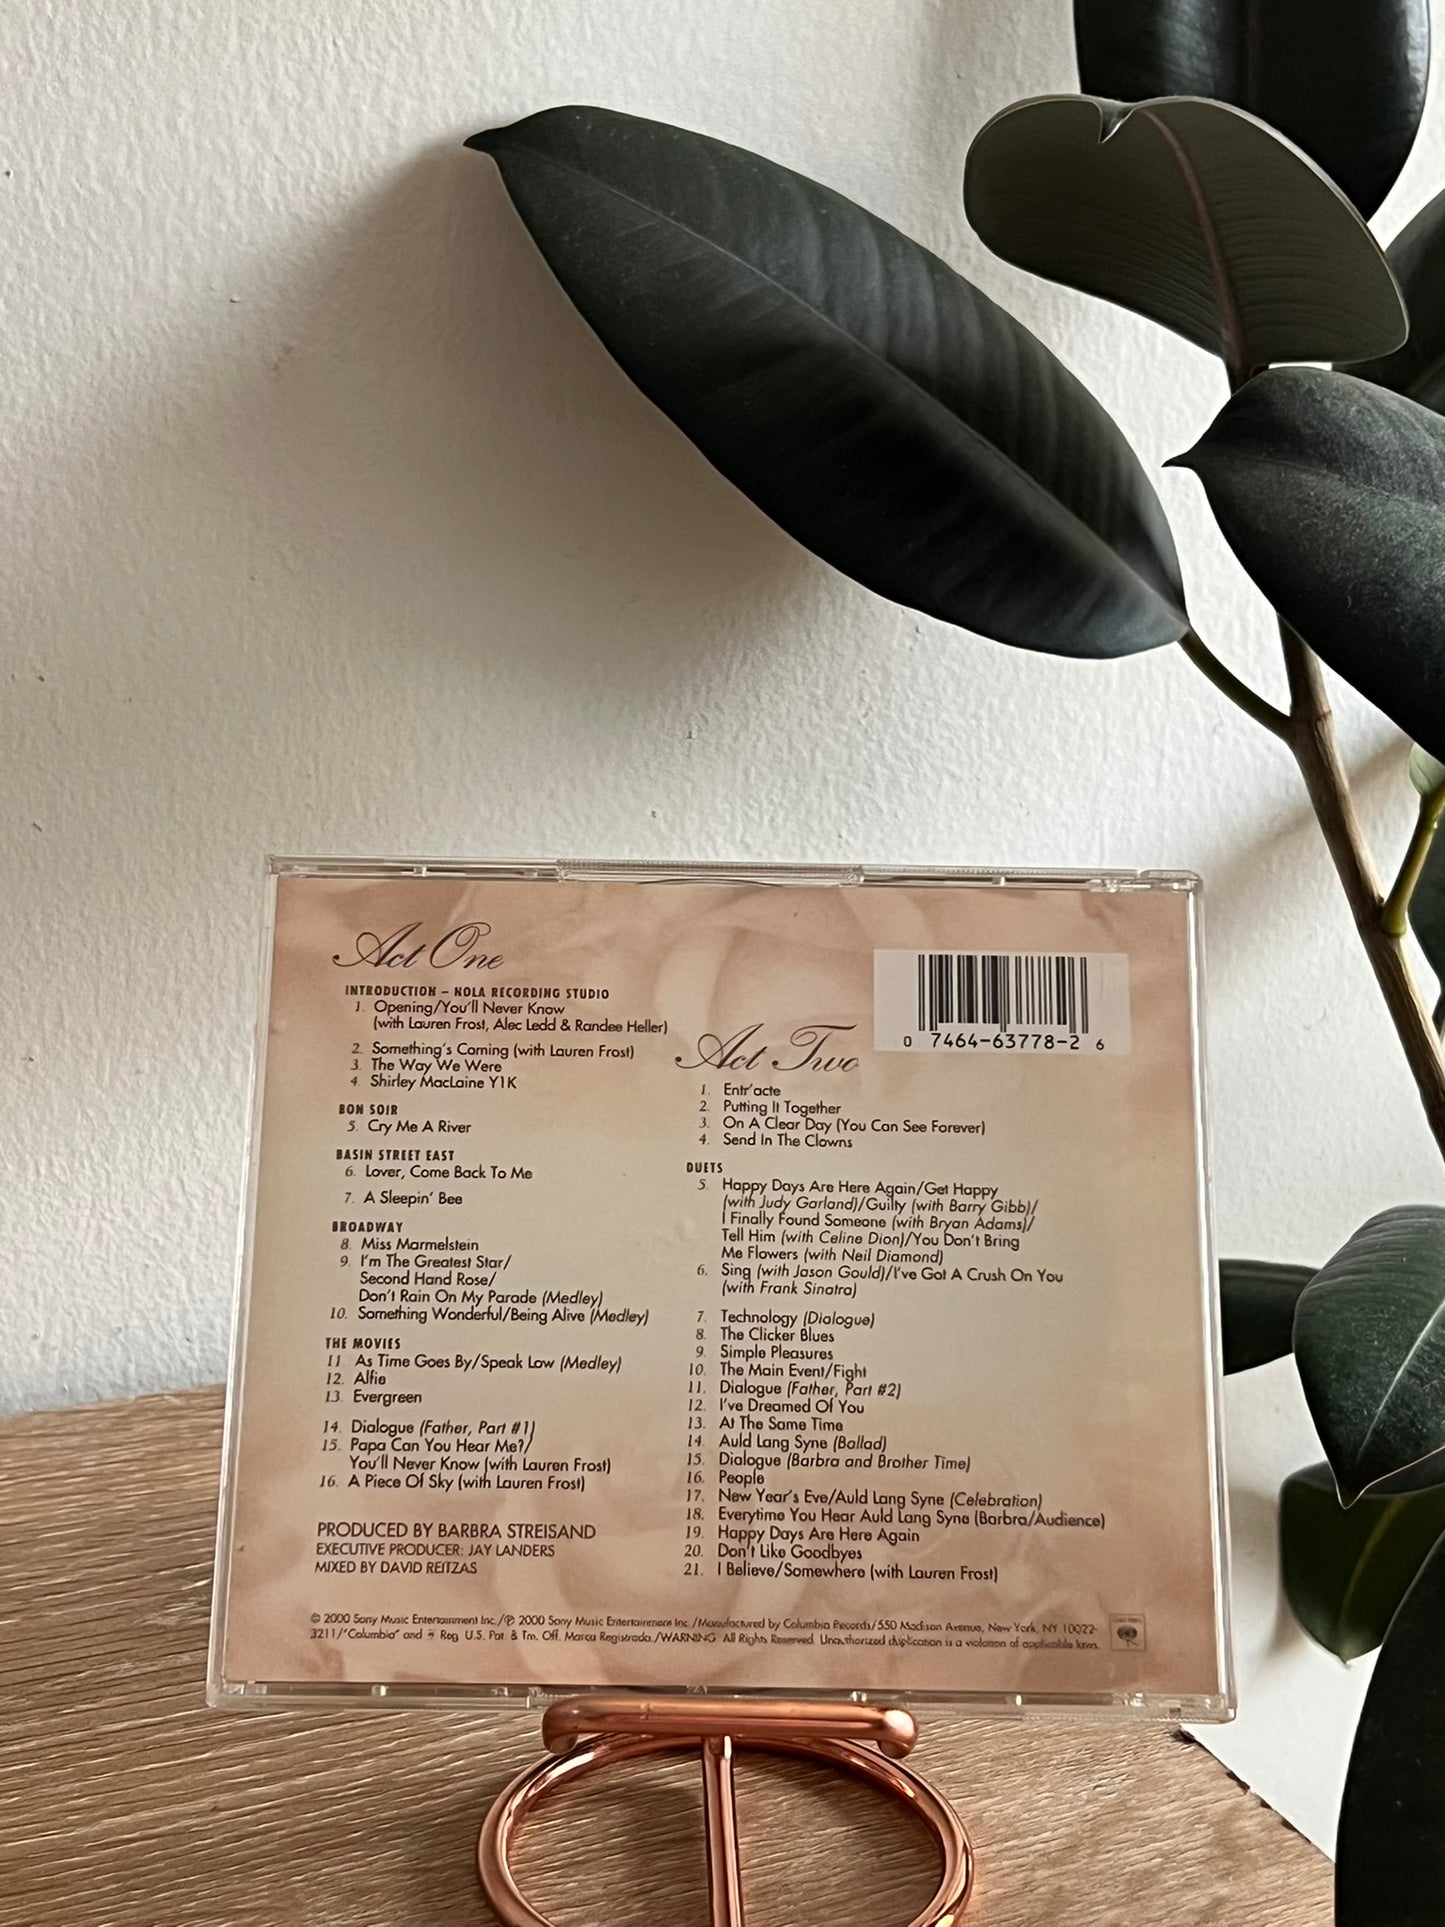 Act One
INTRODUCTION – NOLA RECORDING STUDIO
1. Opening/You'll Never Know
(with Lauren Frost, Alec Ledd & Randee Heller)
2. Something's Coming (with Lauren Frost)
3. The Way We Were
4. Shirley MacLaine Y1K
BON SOIR
5. Cry Me A River
BASIN STREET EAST
6. Lover, Come Back To Me
7. A Sleepin' Bee
BROADWAY
8. Miss Marmelstein
9. I'm The Greatest Star/
Second Hand Rose/
Don't Rain On My Parade (Medley)
10. Something Wonderful/Being Alive (Medley)
THE MOVIES
11. As Time Goes By/Speak Low (Medley)
12. Alfie
13. Evergreen
14. Dialogue (Father, Part #1)
15. Papa Can You Hear Me?/
You'll Never Know (with Lauren Frost)
16. A Piece Of Sky (with Lauren Frost)
PRODUCED BY BARBRA STREISAND
EXECUTIVE PRODUCER: JAY LANDERS
MIXED BY DAVID REITZAS
0 7464-63778-2 6
Act Two
1. Entr'acte
2. Putting It Together
3. On A Clear Day (You Can See Forever)
4. Send In The Clowns
DUETS
5. Happy Days Are Here Again/Get Happy
(with Judy Garland)/Guilty (with Barry Gibb)/
I Finally Found Someone (with Bryan Adams)/
Tell Him (with Celine Dion)/You Don't Bring
Me Flowers (with Neil Diamond)
6. Sing (with Jason Gould)/I've Got A Crush On You
(with Frank Sinatra)
7. Technology (Dialogue)
8. The Clicker Blues
9. Simple Pleasures
10. The Main Event/Fight
11. Dialogue (Father, Part #2)
12. I've Dreamed Of You
13. At The Same Time
14. Auld Lang Syne (Ballad)
15. Dialogue (Barbra and Brother Time)
16. People
17. New Year's Eve/Auld Lang Syne (Celebration)
18. Everytime You Hear Auld Lang Syne (Barbra/Audience)
19. Happy Days Are Here Again
20. Don't Like Goodbyes
21. I Believe/Somewhere (with Lauren Frost)
© 2000 Sony Music Entertainment Inc./℗ 2000 Sony Music Entertainment Inc./Manufactured by Columbia Records/550 Madison Avenue, New York, NY 10022-
3211/"Columbia" and Reg. U.S. Pat. & Tm. Off. Marca Registrada./WARNING: All Rights Reserved. Unauthorized duplication is a violation of applicable laws.